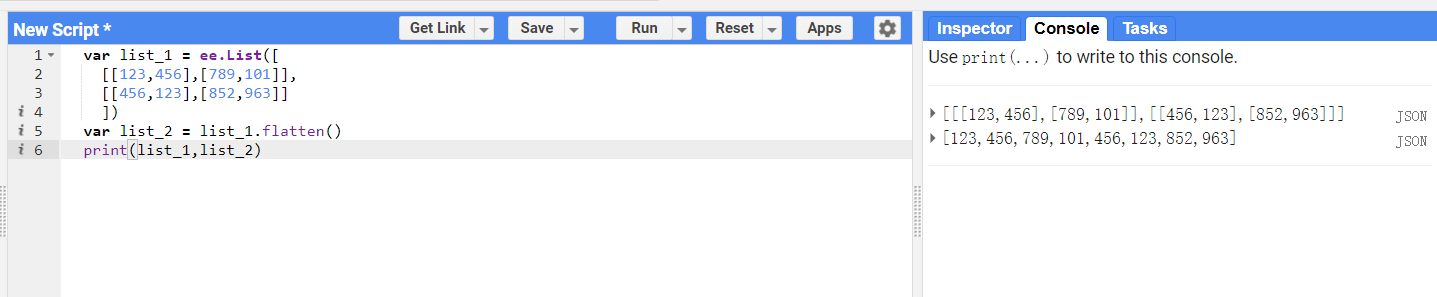 New Script *
Get Link
Save
Run
Reset
Apps
1 var list_1 = ee.List([
2 [[123,456],[789,101]],
3 [[456,123],[852,963]]
i 4 ])
i 5 var list_2 = list_1.flatten()
i 6 print(list_1,list_2)
Inspector
Console
Tasks
Use print(...) to write to this console.
[[[123,456],[789,101]],[[456,123],[852,963]]] JSON
[123,456,789,101,456,123,852,963] JSON